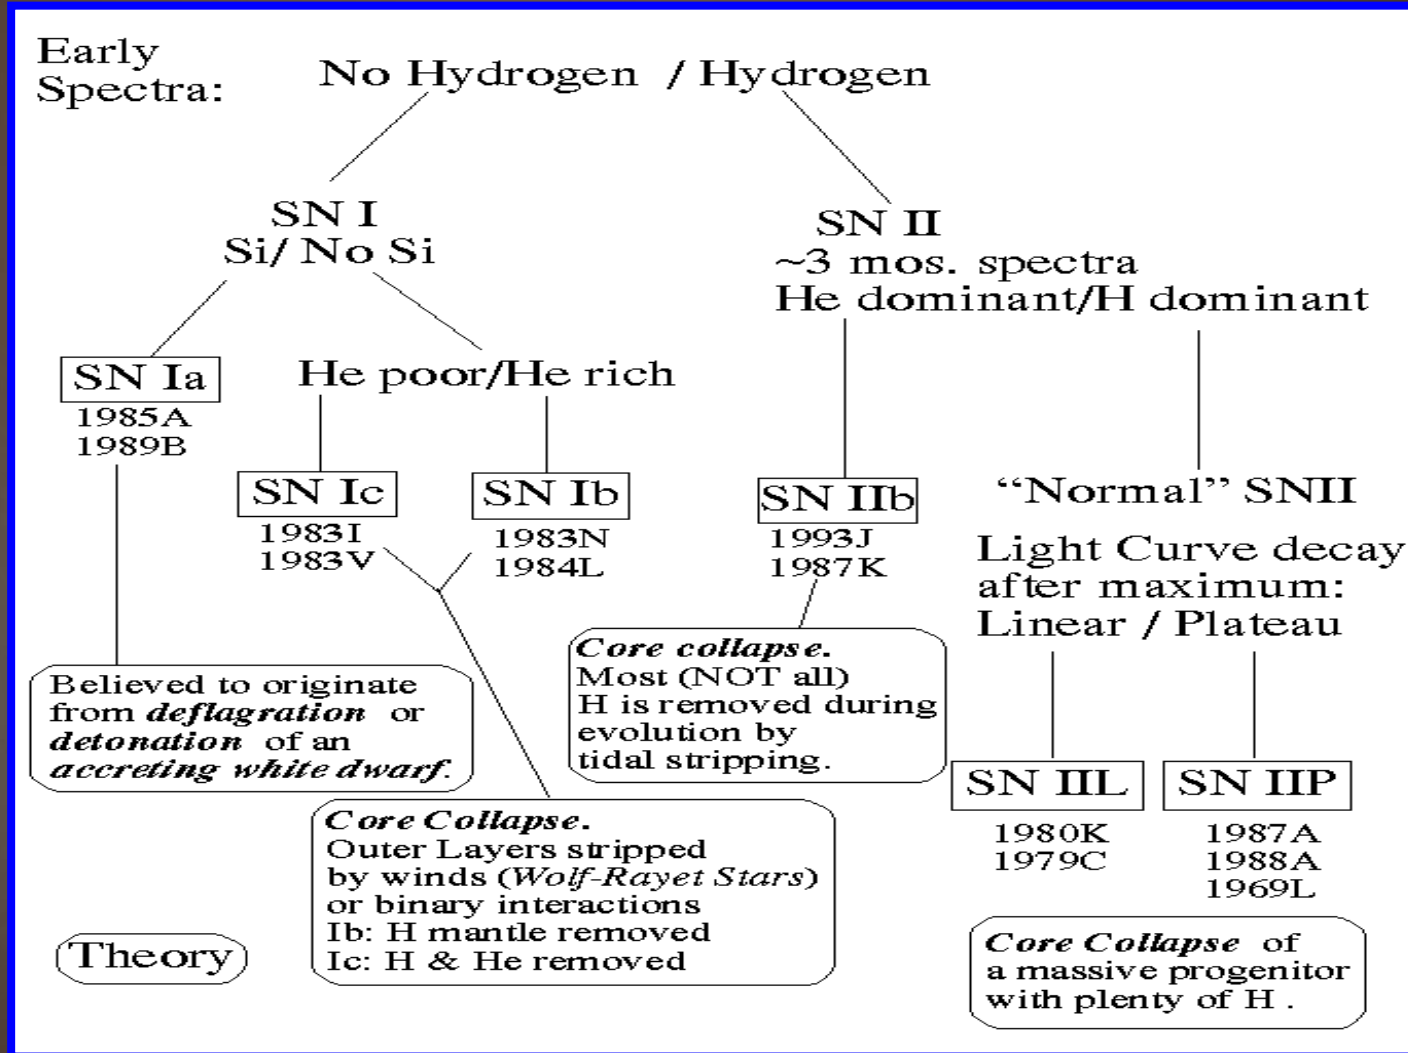 Early
Spectra:
No Hydrogen / Hydrogen
SN I
Si/ No Si
SN II
~3 mos. spectra
He dominant/H dominant
SN Ia
1985A
1989B
He poor/He rich
SN Ic
1983I
1983V
SN Ib
1983N
1984L
SN IIb
1993J
1987K
“Normal” SNII
Light Curve decay
after maximum:
Linear / Plateau
Believed to originate
from deflagration or
detonation of an
accreting white dwarf.
Core collapse.
Most (NOT all)
H is removed during
evolution by
tidal stripping.
Core Collapse.
Outer Layers stripped
by winds (Wolf-Rayet Stars)
or binary interactions
Ib: H mantle removed
Ic: H & He removed
SN IIL
1980K
1979C
SN IIP
1987A
1988A
1969L
Core Collapse of
a massive progenitor
with plenty of H .
Theory